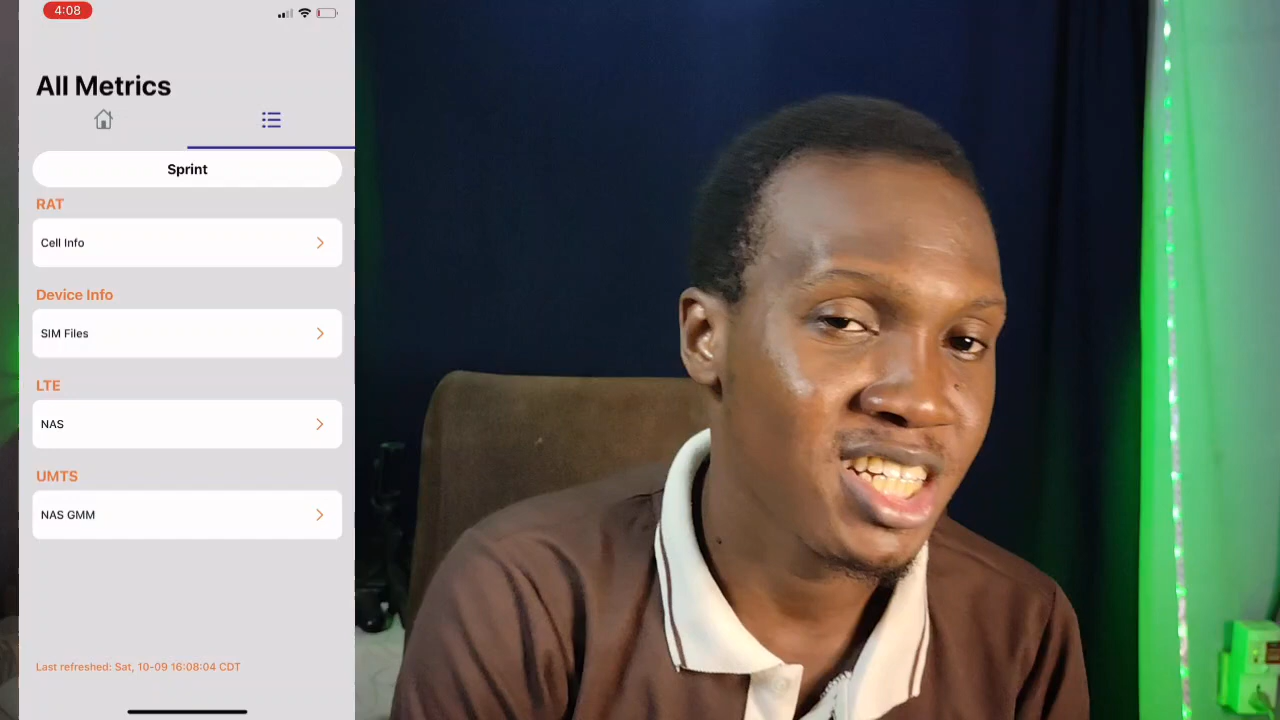 4:08
All Metrics
Sprint
RAT
Cell Info
Device Info
SIM Files
LTE
NAS
UMTS
NAS GMM
Last refreshed: Sat, 10-09 16:08:04 CDT